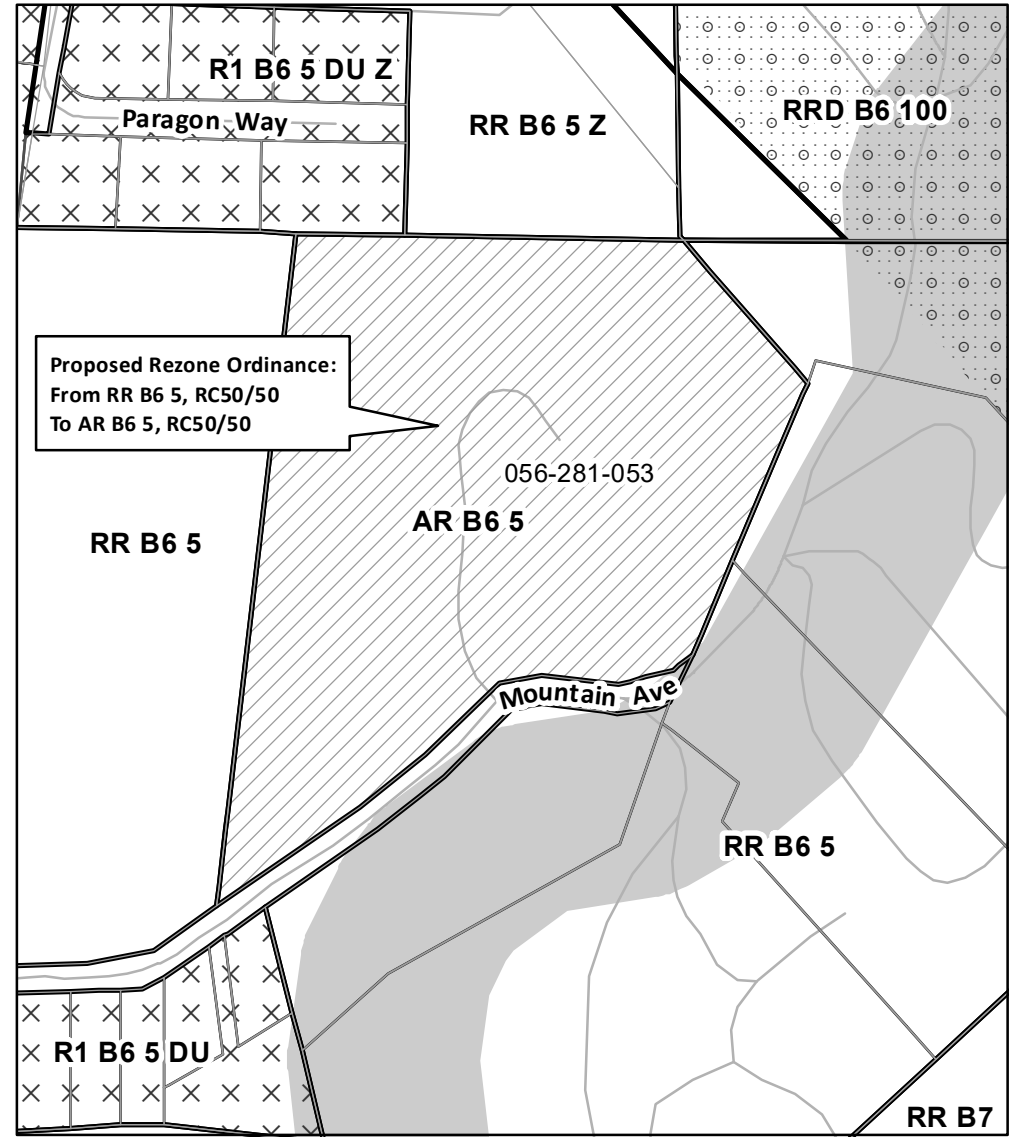 R1 B6 5 DU Z
Paragon Way
RR B6 5 Z
RRD B6 100
Proposed Rezone Ordinance:
From RR B6 5, RC50/50
To AR B6 5, RC50/50
056-281-053
AR B6 5
RR B6 5
Mountain Ave
RR B6 5
R1 B6 5 DU
RR B7